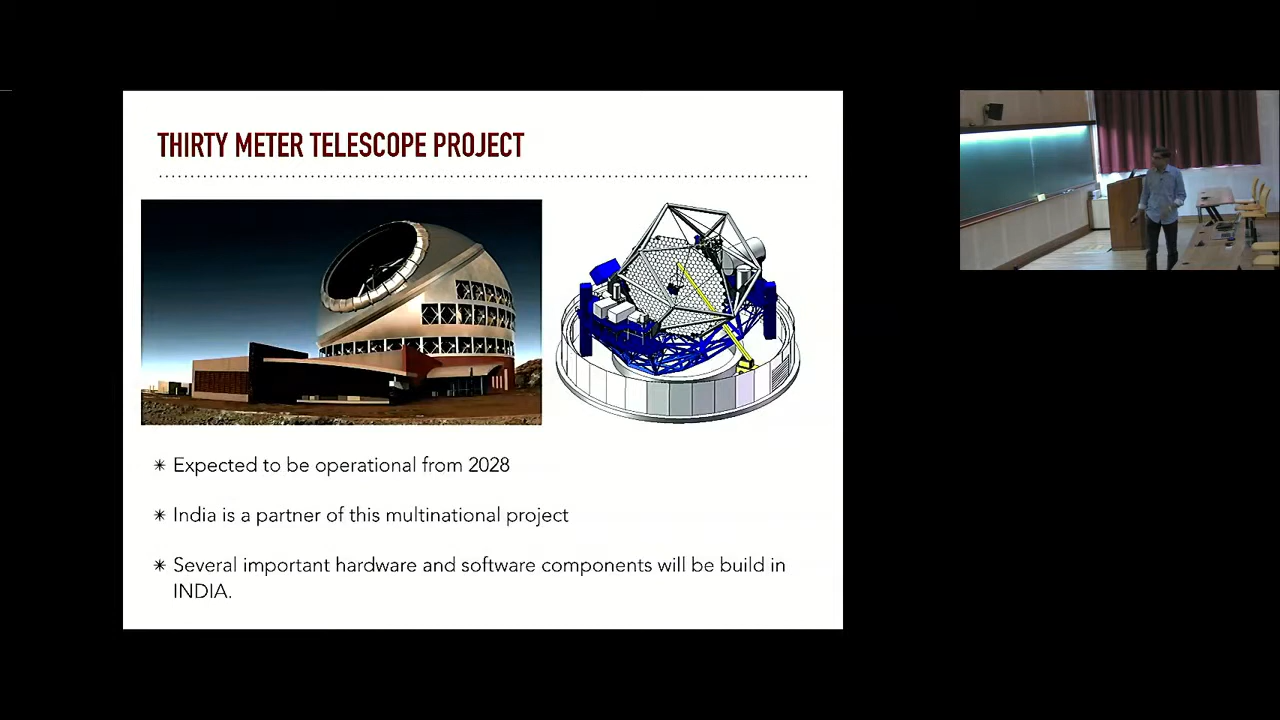 THIRTY METER TELESCOPE PROJECT
✳ Expected to be operational from 2028
✳ India is a partner of this multinational project
✳ Several important hardware and software components will be build in
INDIA.